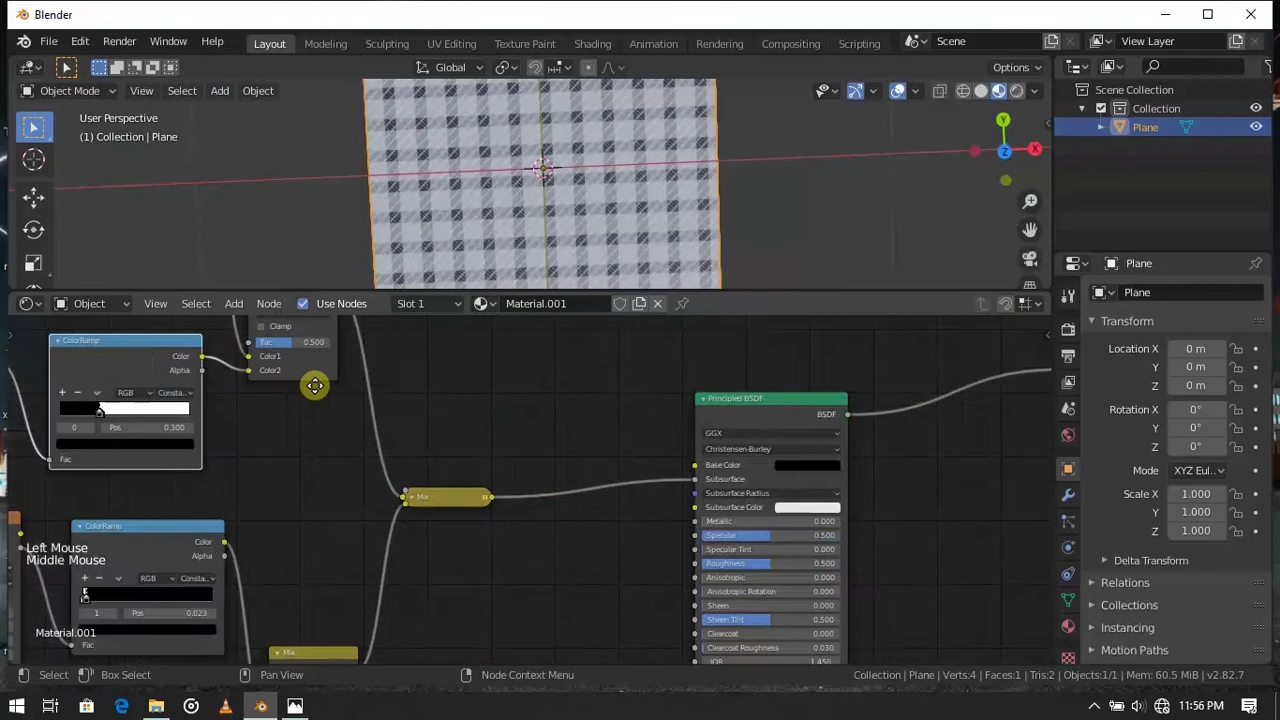 Blender
File Edit Render Window Help Layout Modeling Sculpting UV Editing Texture Paint Shading Animation Rendering Compositing Scripting Scene View Layer
Global Options
Object Mode View Select Add Object
User Perspective
(1) Collection | Plane
Y
Z
X
Scene Collection
Collection
Plane
Object View Select Add Node Use Nodes Slot 1 Material.001
Clamp
Fac 0.500
Color1
Color2
ColorRamp
Color
Alpha
RGB Consta..
0 Pos 0.300
Fac
ColorRamp
Color
Alpha
RGB Consta..
1 Pos 0.023
Fac
Left Mouse
Middle Mouse
Material.001
Mix
Mix
Principled BSDF
BSDF
GGX
Christensen-Burley
Base Color
Subsurface
Subsurface Radius
Subsurface Color
Metallic 0.000
Specular 0.500
Specular Tint 0.000
Roughness 0.500
Anisotropic 0.000
Anisotropic Rotation 0.000
Sheen 0.000
Sheen Tint 0.500
Clearcoat 0.000
Clearcoat Roughness 0.030
IOR 1.450
Plane
Plane
Transform
Location X 0 m
Y 0 m
Z 0 m
Rotation X 0°
Y 0°
Z 0°
Mode XYZ Eul..
Scale X 1.000
Y 1.000
Z 1.000
Delta Transform
Relations
Collections
Instancing
Motion Paths
Select Box Select Pan View Node Context Menu Collection | Plane | Verts:4 | Faces:1 | Tris:2 | Objects:1/1 | Mem: 60.5 MiB | v2.82.7
11:56 PM